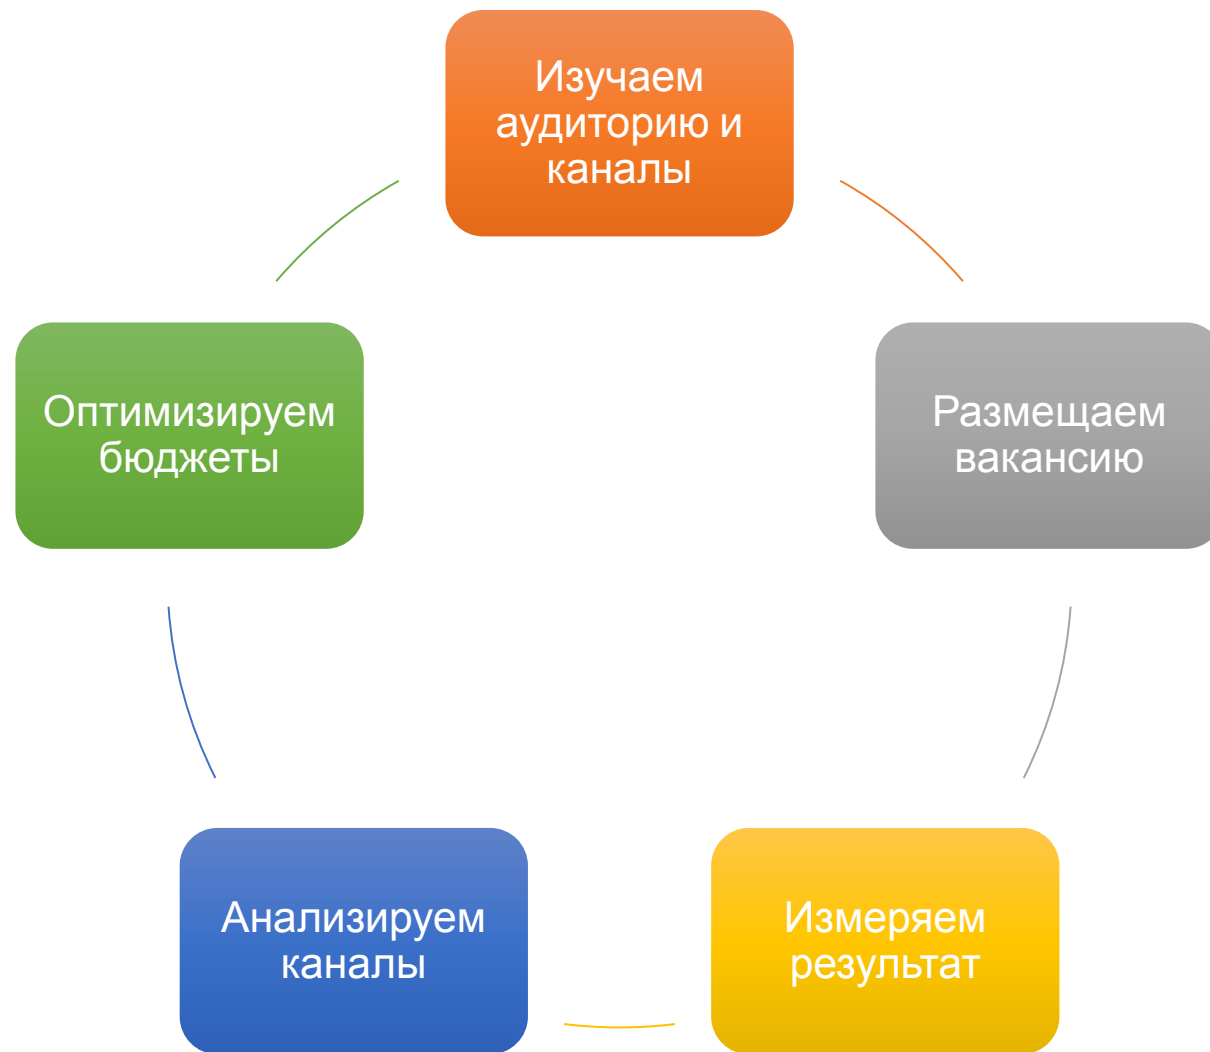 Изучаем
аудиторию и
каналы
Размещаем
вакансию
Измеряем
результат
Анализируем
каналы
Оптимизируем
бюджеты